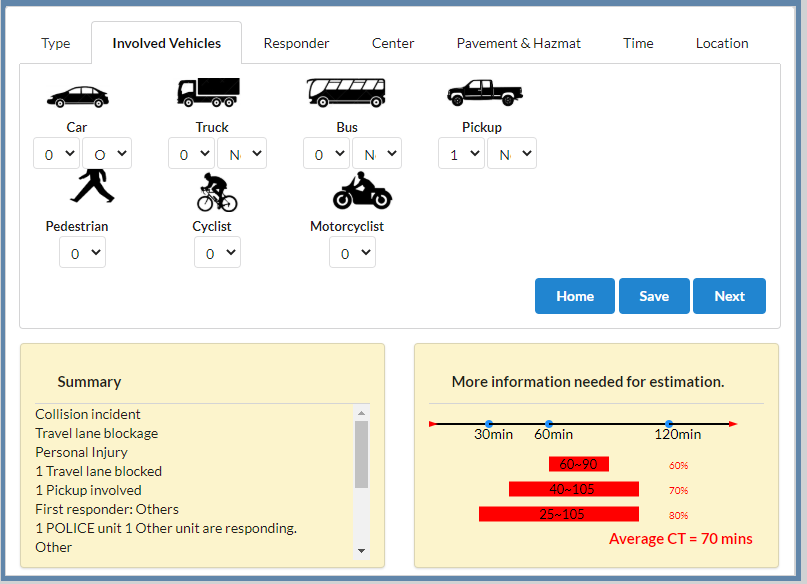 Type Involved Vehicles Responder Center Pavement & Hazmat Time Location
Car Truck Bus Pickup
0 O 0 N 0 N 1 N
Pedestrian Cyclist Motorcyclist
0 0 0
Home Save Next
Summary
Collision incident
Travel lane blockage
Personal Injury
1 Travel lane blocked
1 Pickup involved
First responder: Others
1 POLICE unit 1 Other unit are responding.
Other
More information needed for estimation.
30min 60min 120min
60~90 60%
40~105 70%
25~105 80%
Average CT = 70 mins